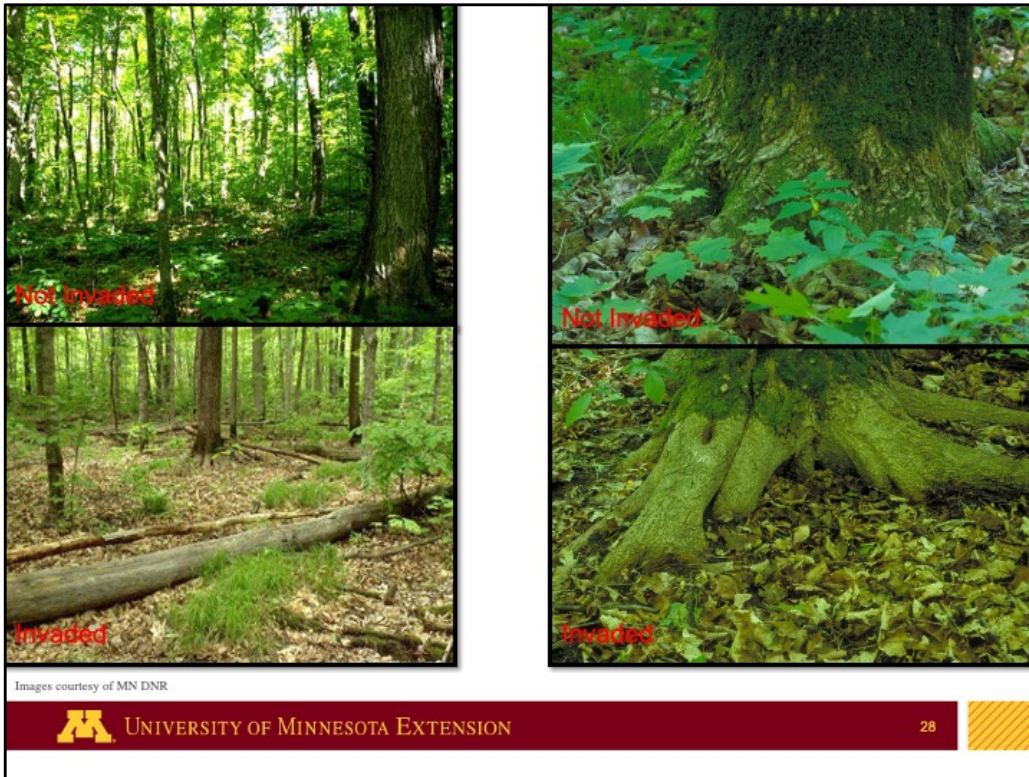 Not Invaded
Invaded
Not Invaded
Invaded
Images courtesy of MN DNR
UNIVERSITY OF MINNESOTA EXTENSION
28